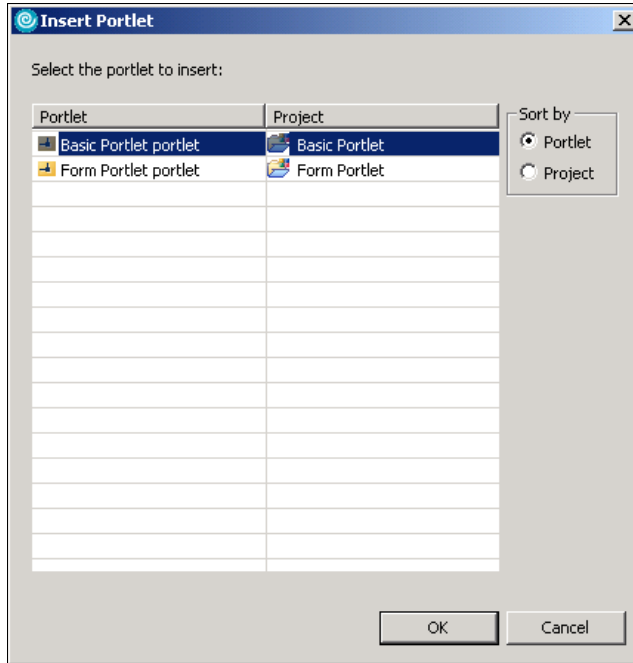 Insert Portlet
Select the portlet to insert:
Portlet Project
Basic Portlet portlet Basic Portlet
Form Portlet portlet Form Portlet
Sort by
Portlet
Project
OK Cancel